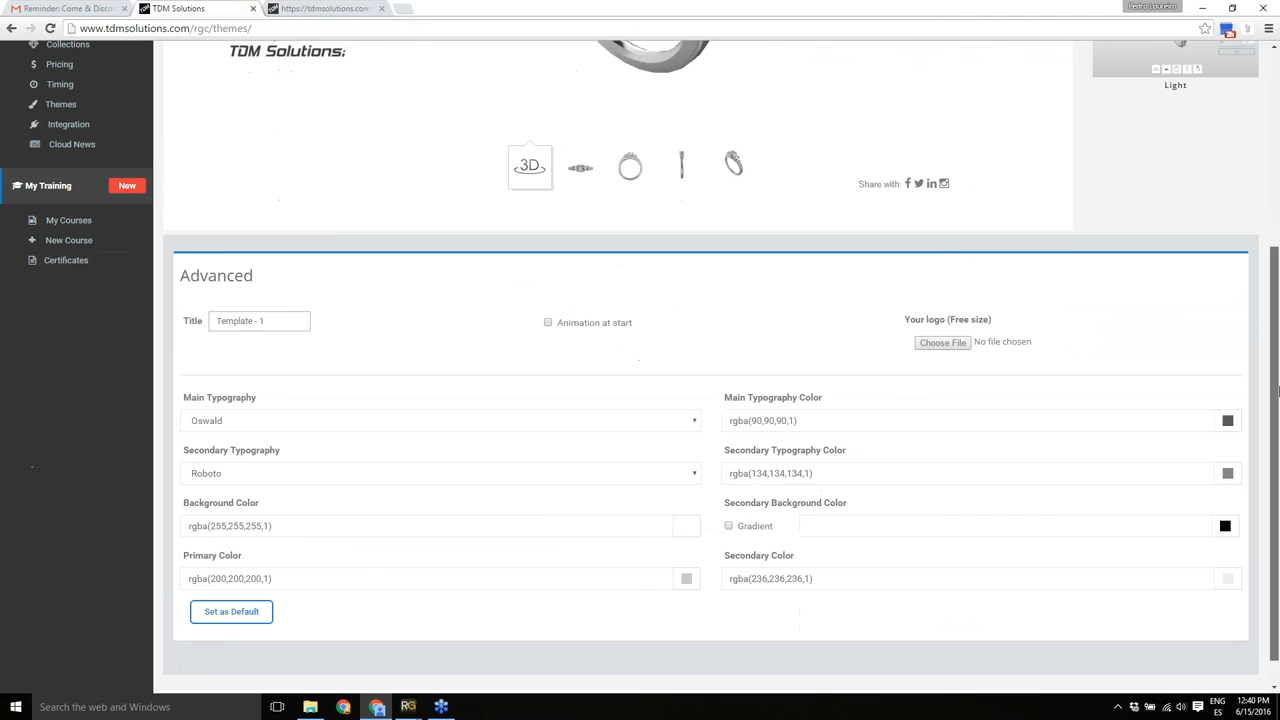 Reminder: Come & Disco
TDM Solutions
https://tdmsolutions.com
Pedro Loureiro
www.tdmsolutions.com/rgc/themes/
Collections
Pricing
Timing
Themes
Integration
Cloud News
My Training New
My Courses
New Course
Certificates
TDM Solutions;
Light
3D
Share with:
Advanced
Title Template - 1
Animation at start
Your logo (Free size)
Choose File No file chosen
Main Typography
Oswald
Main Typography Color
rgba(90,90,90,1)
Secondary Typography
Roboto
Secondary Typography Color
rgba(134,134,134,1)
Background Color
rgba(255,255,255,1)
Secondary Background Color
Gradient
Primary Color
rgba(200,200,200,1)
Secondary Color
rgba(236,236,236,1)
Set as Default
Search the web and Windows
ENG
ES
12:40 PM
6/15/2016